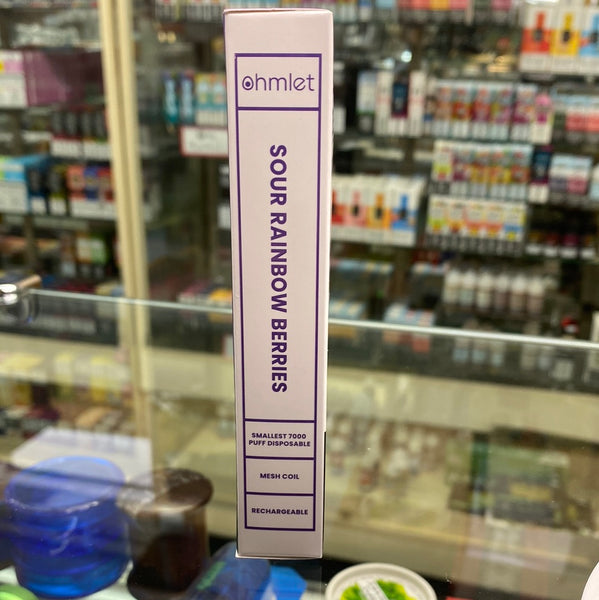 ohmlet
SOUR RAINBOW BERRIES
SMALLEST 7000
PUFF DISPOSABLE
MESH COIL
RECHARGEABLE